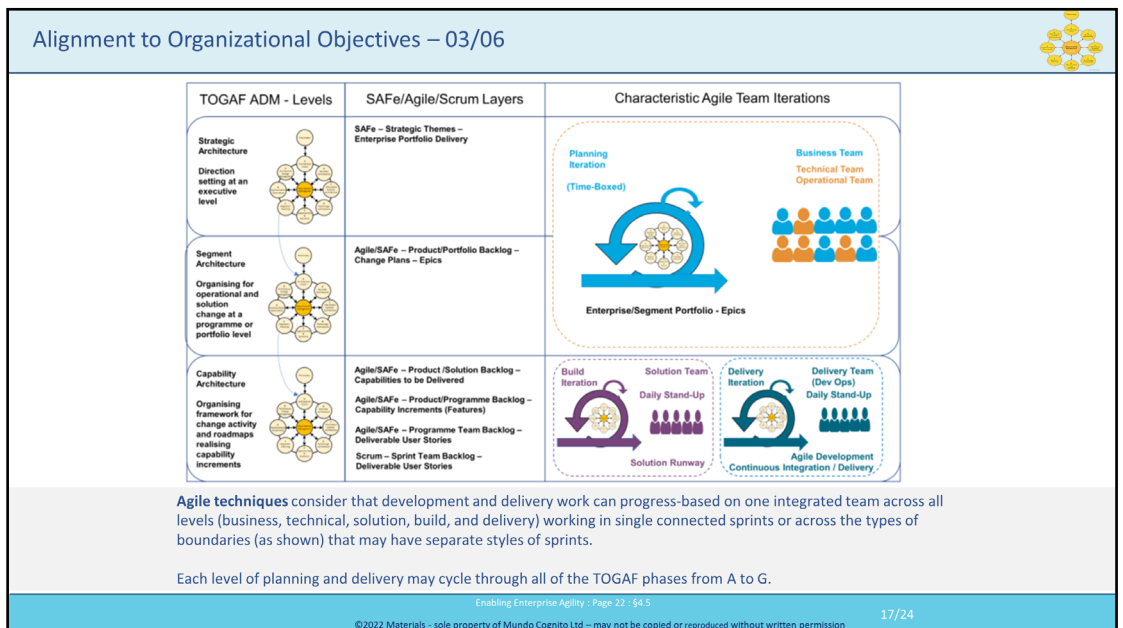 Alignment to Organizational Objectives – 03/06
TOGAF ADM - Levels
SAFe/Agile/Scrum Layers
Characteristic Agile Team Iterations
Strategic
Architecture
Direction
setting at an
executive
level
SAFe – Strategic Themes –
Enterprise Portfolio Delivery
Planning
Iteration
(Time-Boxed)
Business Team
Technical Team
Operational Team
Segment
Architecture
Organising for
operational and
solution
change at a
programme or
portfolio level
Agile/SAFe – Product/Portfolio Backlog –
Change Plans – Epics
Enterprise/Segment Portfolio - Epics
Capability
Architecture
Organising
framework for
change activity
and roadmaps
realising
capability
increments
Agile/SAFe – Product /Solution Backlog –
Capabilities to be Delivered
Agile/SAFe – Product/Programme Backlog –
Capability Increments (Features)
Agile/SAFe – Programme Team Backlog –
Deliverable User Stories
Scrum – Sprint Team Backlog –
Deliverable User Stories
Build
Iteration
Solution Team
Daily Stand-Up
Solution Runway
Delivery
Iteration
Delivery Team
(Dev Ops)
Daily Stand-Up
Agile Development
Continuous Integration / Delivery
Agile techniques consider that development and delivery work can progress-based on one integrated team across all
levels (business, technical, solution, build, and delivery) working in single connected sprints or across the types of
boundaries (as shown) that may have separate styles of sprints.
Each level of planning and delivery may cycle through all of the TOGAF phases from A to G.
Enabling Enterprise Agility : Page 22 : §4.5
17/24
©2022 Materials - sole property of Mundo Cognito Ltd – may not be copied or reproduced without written permission